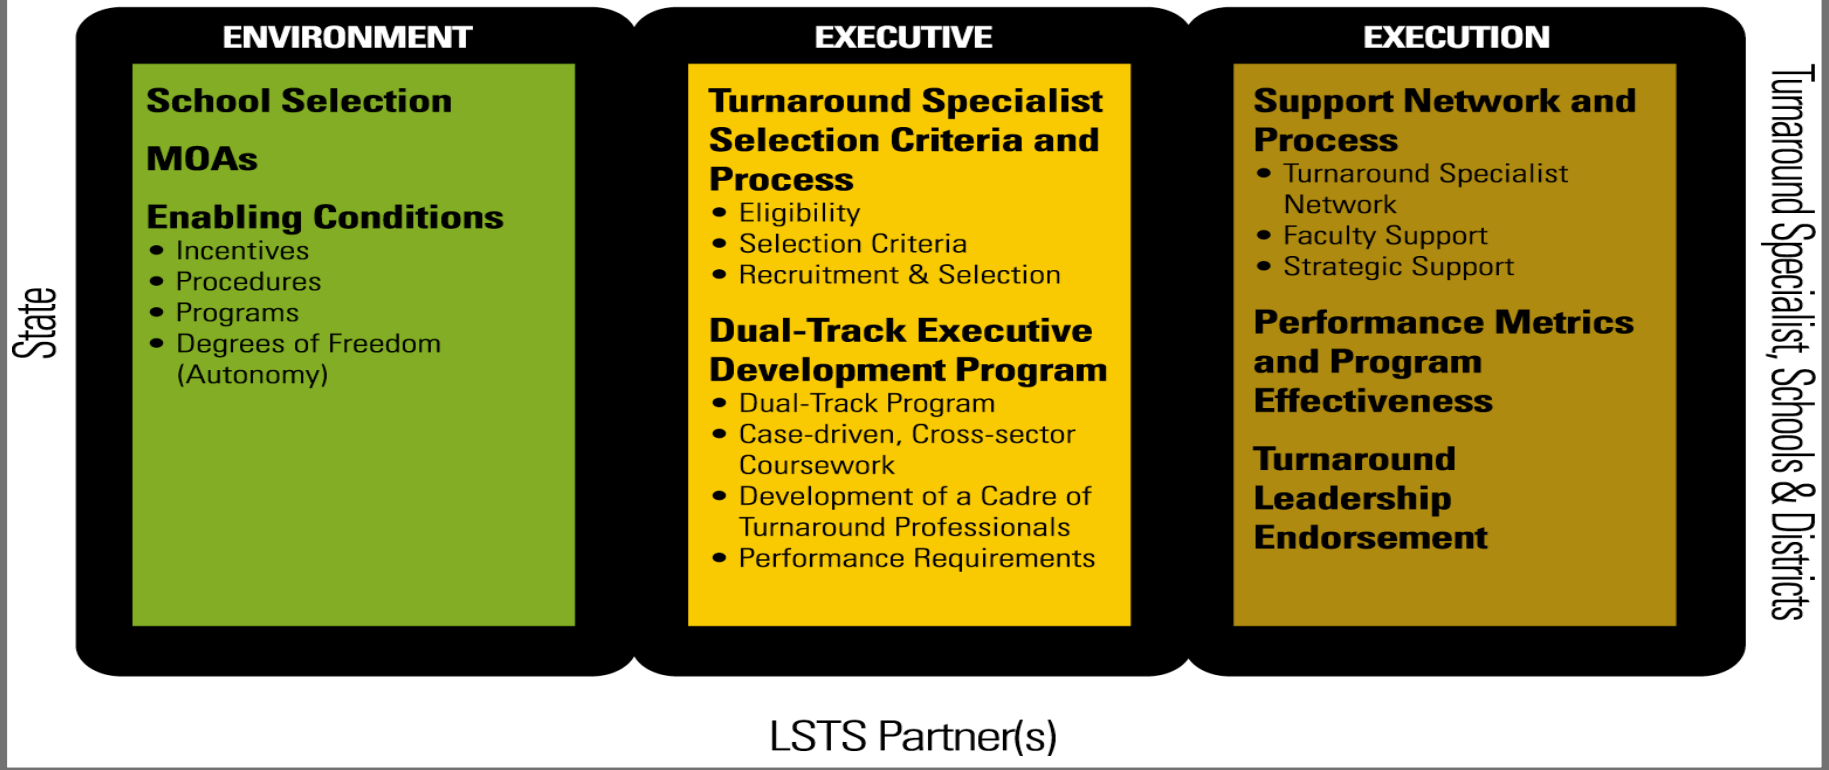 ENVIRONMENT
School Selection
MOAs
Enabling Conditions
• Incentives
• Procedures
• Programs
• Degrees of Freedom
(Autonomy)
EXECUTIVE
Turnaround Specialist
Selection Criteria and
Process
• Eligibility
• Selection Criteria
• Recruitment & Selection
Dual-Track Executive
Development Program
• Dual-Track Program
• Case-driven, Cross-sector
Coursework
• Development of a Cadre of
Turnaround Professionals
• Performance Requirements
EXECUTION
Support Network and
Process
• Turnaround Specialist
Network
• Faculty Support
• Strategic Support
Performance Metrics
and Program
Effectiveness
Turnaround
Leadership
Endorsement
State
Turnaround Specialist, Schools & Districts
LSTS Partner(s)